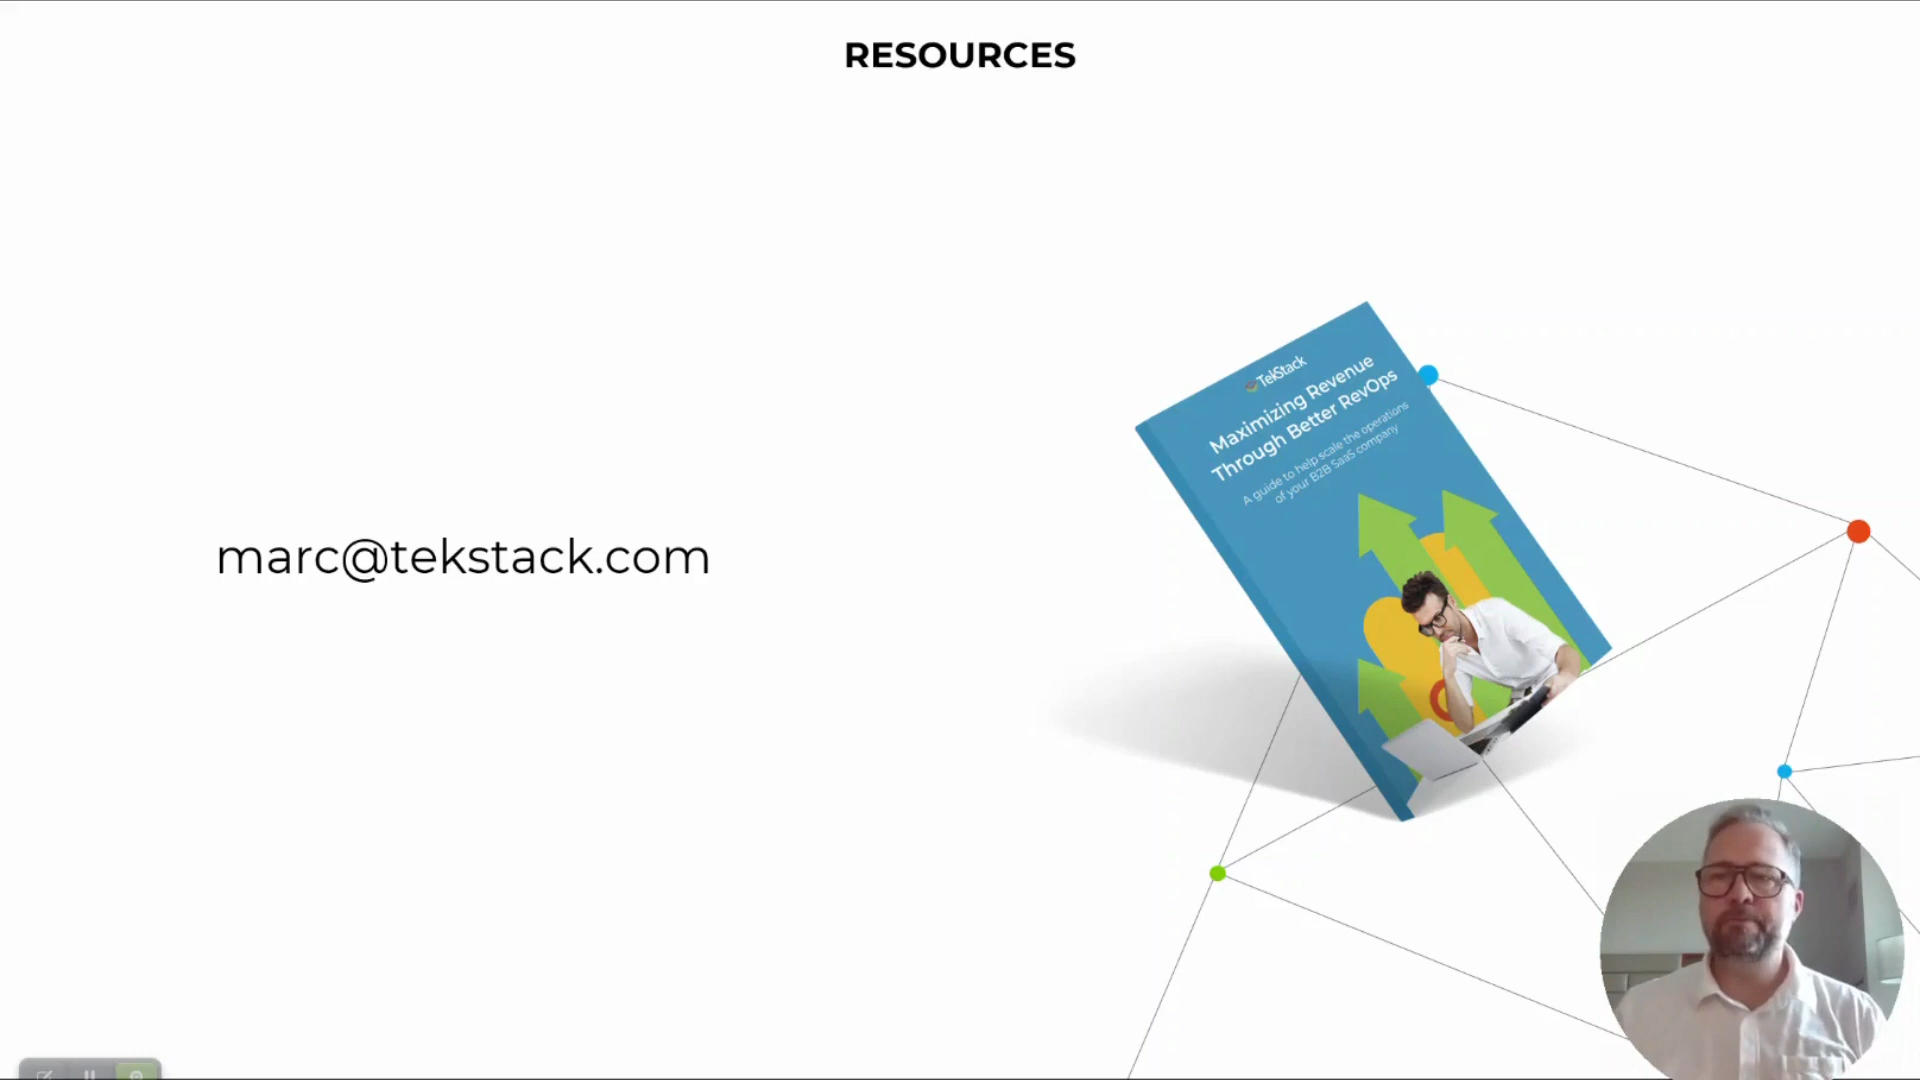 RESOURCES
TekStack
Maximizing Revenue
Through Better RevOps
A guide to help scale the operations
of your B2B SaaS company
marc@tekstack.com